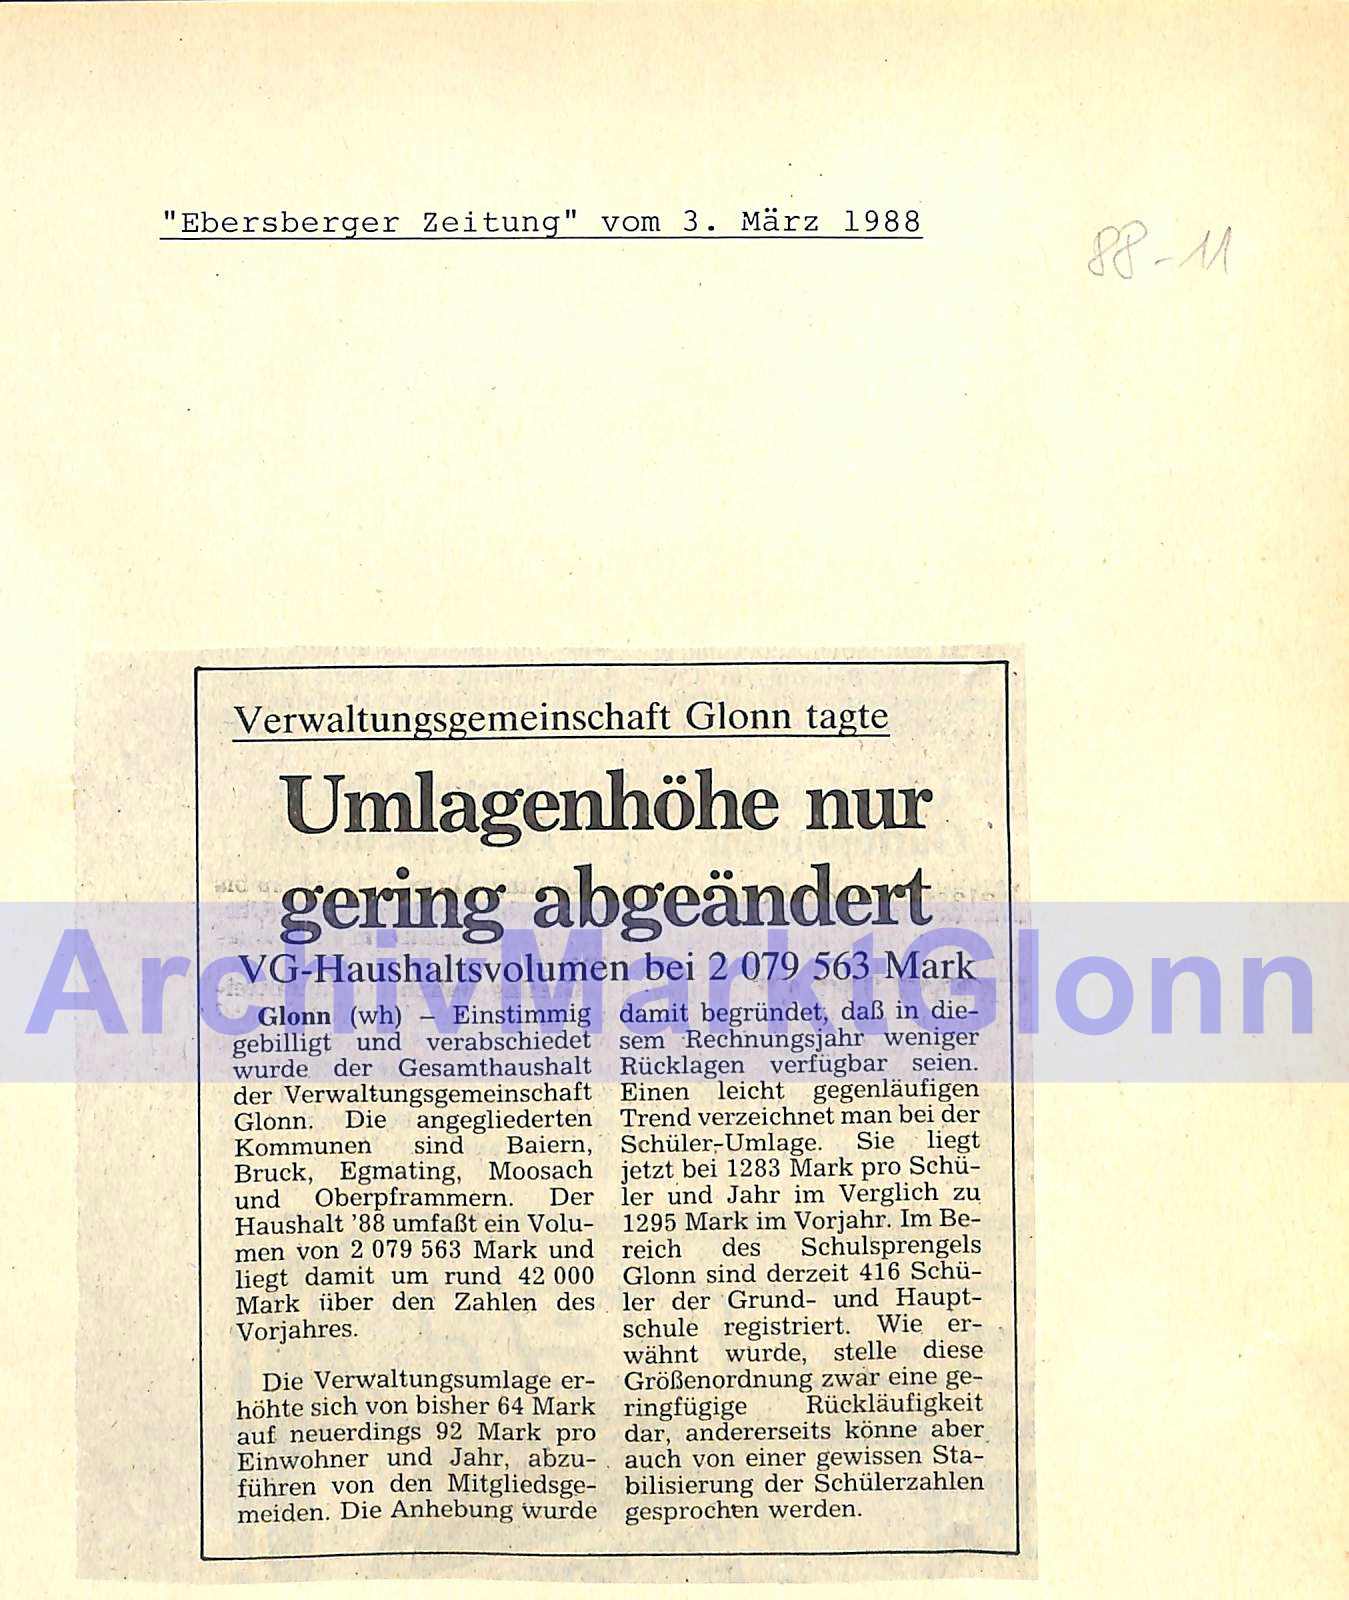 "Ebersberger Zeitung" vom 3. März 1988
88-11
Verwaltungsgemeinschaft Glonn tagte
Umlagenhöhe nur
gering abgeändert
ArchivMarktGlonn
VG-Haushaltsvolumen bei 2 079 563 Mark
Glonn (wh) – Einstimmig
gebilligt und verabschiedet
wurde der Gesamthaushalt
der Verwaltungsgemeinschaft
Glonn. Die angegliederten
Kommunen sind Baiern,
Bruck, Egmating, Moosach
und Oberpframmern. Der
Haushalt '88 umfaßt ein Volu-
men von 2 079 563 Mark und
liegt damit um rund 42 000
Mark über den Zahlen des
Vorjahres.
Die Verwaltungsumlage er-
höhte sich von bisher 64 Mark
auf neuerdings 92 Mark pro
Einwohner und Jahr, abzu-
führen von den Mitgliedsge-
meiden. Die Anhebung wurde
damit begründet, daß in die-
sem Rechnungsjahr weniger
Rücklagen verfügbar seien.
Einen leicht gegenläufigen
Trend verzeichnet man bei der
Schüler-Umlage. Sie liegt
jetzt bei 1283 Mark pro Schü-
ler und Jahr im Verglich zu
1295 Mark im Vorjahr. Im Be-
reich des Schulsprengels
Glonn sind derzeit 416 Schü-
ler der Grund- und Haupt-
schule registriert. Wie er-
wähnt wurde, stelle diese
Größenordnung zwar eine ge-
ringfügige Rückläufigkeit
dar, andererseits könne aber
auch von einer gewissen Sta-
bilisierung der Schülerzahlen
gesprochen werden.